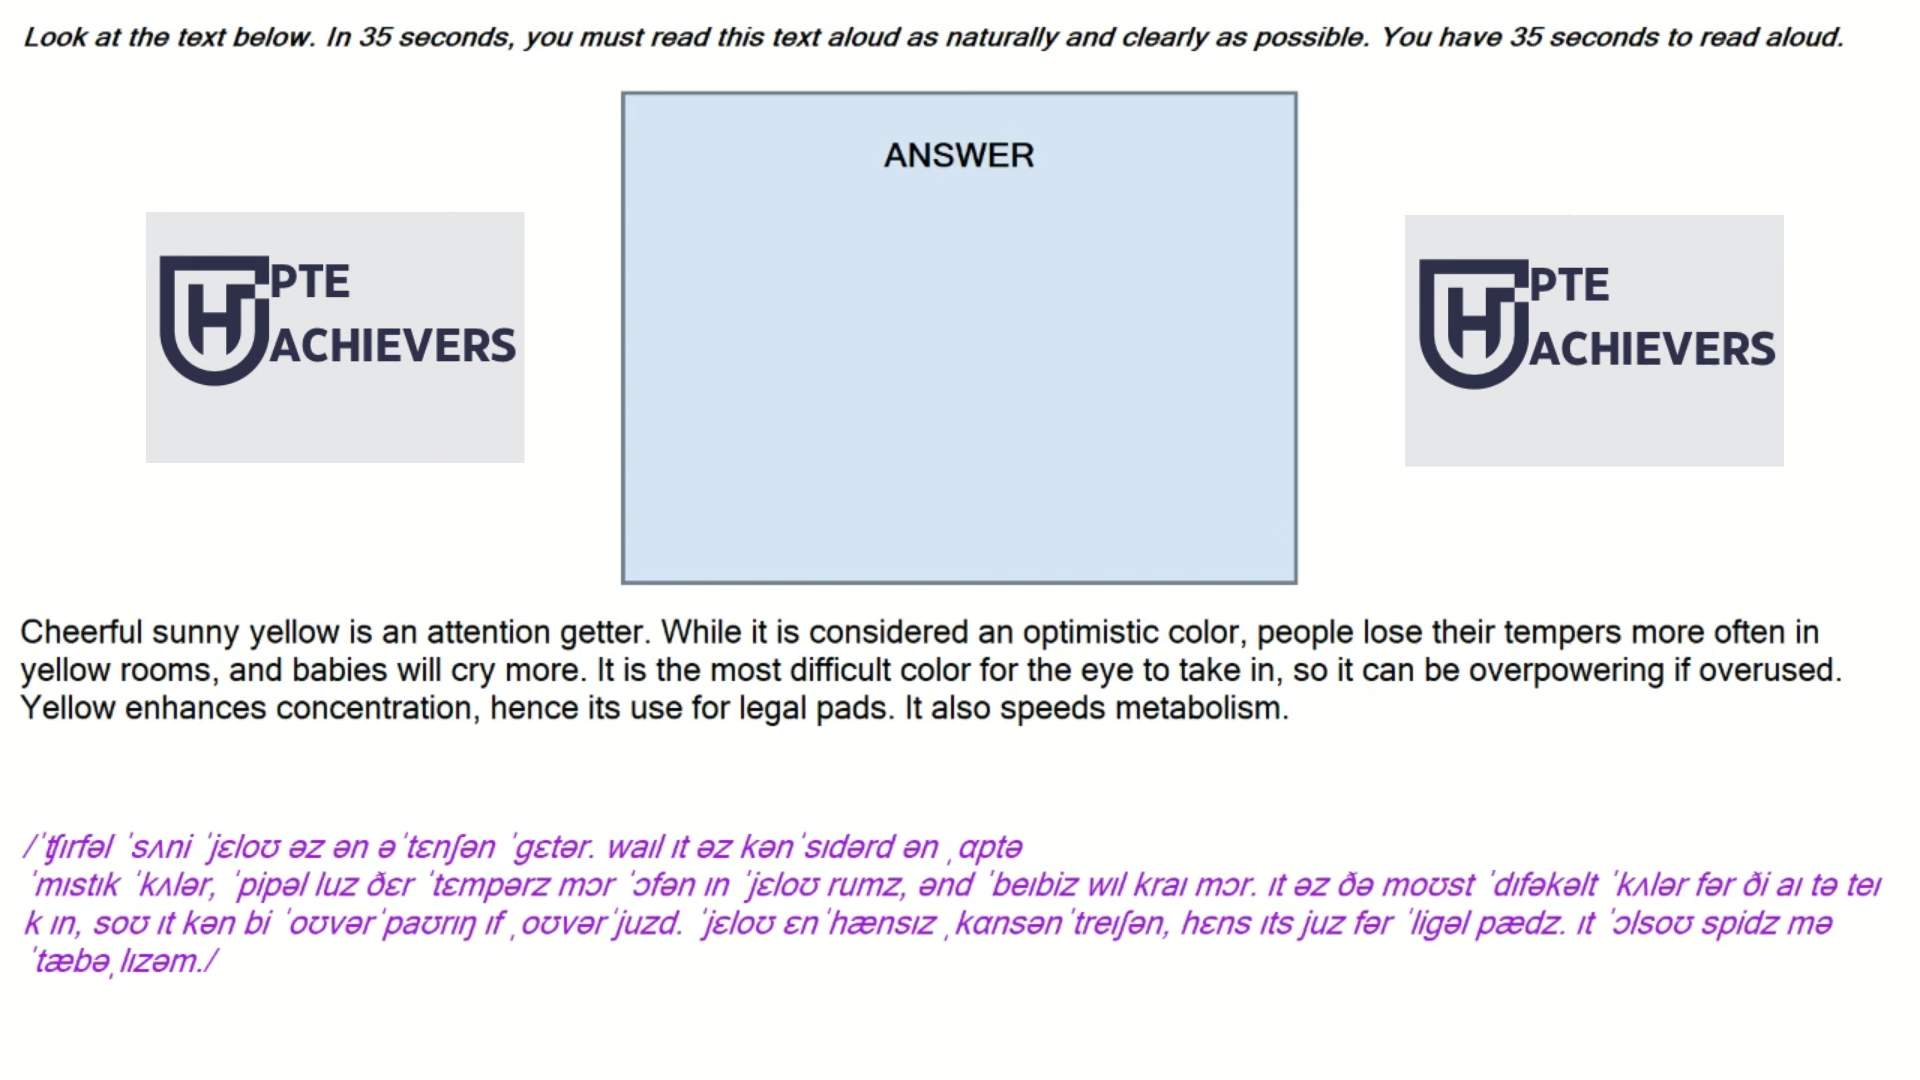 Look at the text below. In 35 seconds, you must read this text aloud as naturally and clearly as possible. You have 35 seconds to read aloud.
ANSWER
PTE
ACHIEVERS
PTE
ACHIEVERS
Cheerful sunny yellow is an attention getter. While it is considered an optimistic color, people lose their tempers more often in
yellow rooms, and babies will cry more. It is the most difficult color for the eye to take in, so it can be overpowering if overused.
Yellow enhances concentration, hence its use for legal pads. It also speeds metabolism.
/ˈʧɪrfəl ˈsʌni ˈjɛloʊ əz ən əˈtɛnʃən ˈgɛtər. waɪl ɪt əz kənˈsɪdərd ən ˌɑptə
ˈmɪstɪk ˈkʌlər, ˈpipəl luz ðɛr ˈtɛmpərz mɔr ˈɔfən ɪn ˈjɛloʊ rumz, ənd ˈbeɪbiz wɪl kraɪ mɔr. ɪt əz ðə moʊst ˈdɪfəkəlt ˈkʌlər fər ði aɪ tə teɪ
k ɪn, soʊ ɪt kən bi ˈoʊvərˈpaʊrɪŋ ɪf ˌoʊvərˈjuzd. ˈjɛloʊ ɛnˈhænsɪz ˌkɑnsənˈtreɪʃən, hɛns ɪts juz fər ˈligəl pædz. ɪt ˈɔlsoʊ spidz mə
ˈtæbəˌlɪzəm./